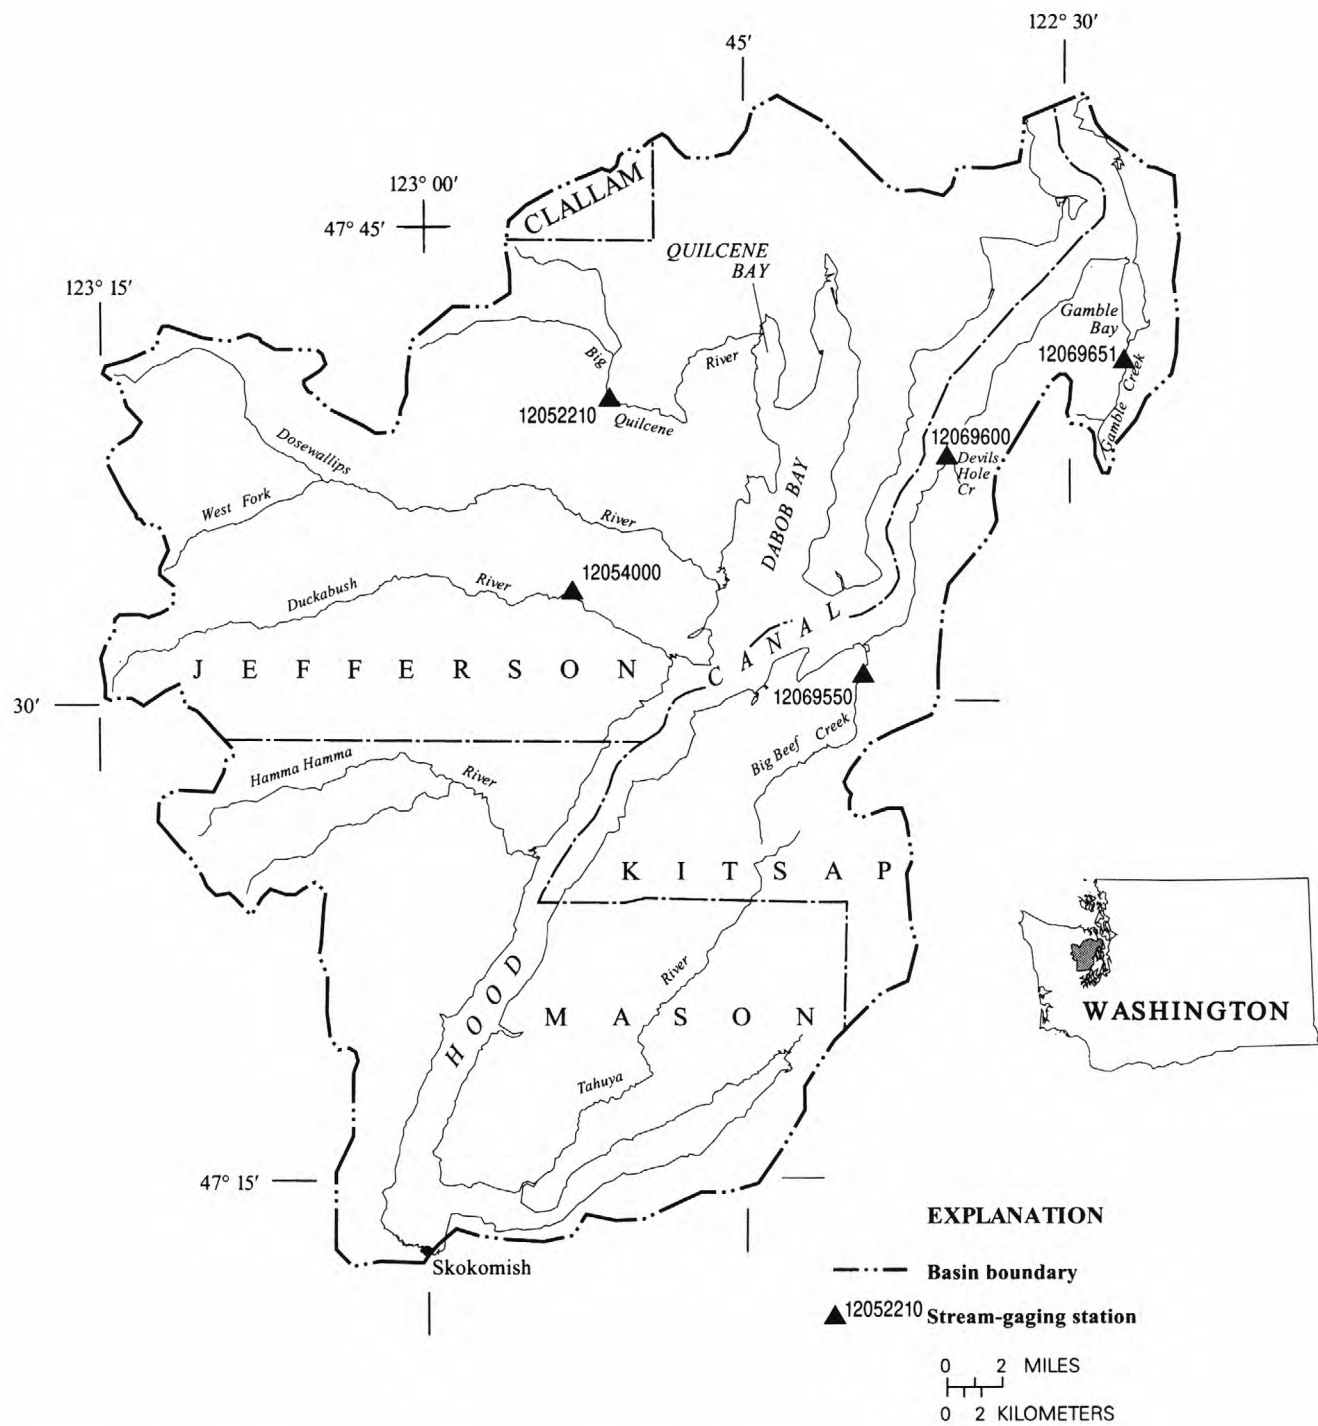 122° 30′
45′
123° 00′
47° 45′
CLALLAM
QUILCENE
BAY
123° 15′
Gamble
Bay
12069651
Gamble Creek
Big
River
12052210
Quilcene
12069600
Devils
Hole
Cr
Dosewallips
West Fork
River
DABOB BAY
12054000
Duckabush
River
CANAL
JEFFERSON
12069550
30′
Big Beef Creek
Hamma Hamma
River
KITSAP
River
HOOD
MASON
WASHINGTON
Tahuya
47° 15′
Skokomish
EXPLANATION
Basin boundary
12052210 Stream-gaging station
0 2 MILES
0 2 KILOMETERS